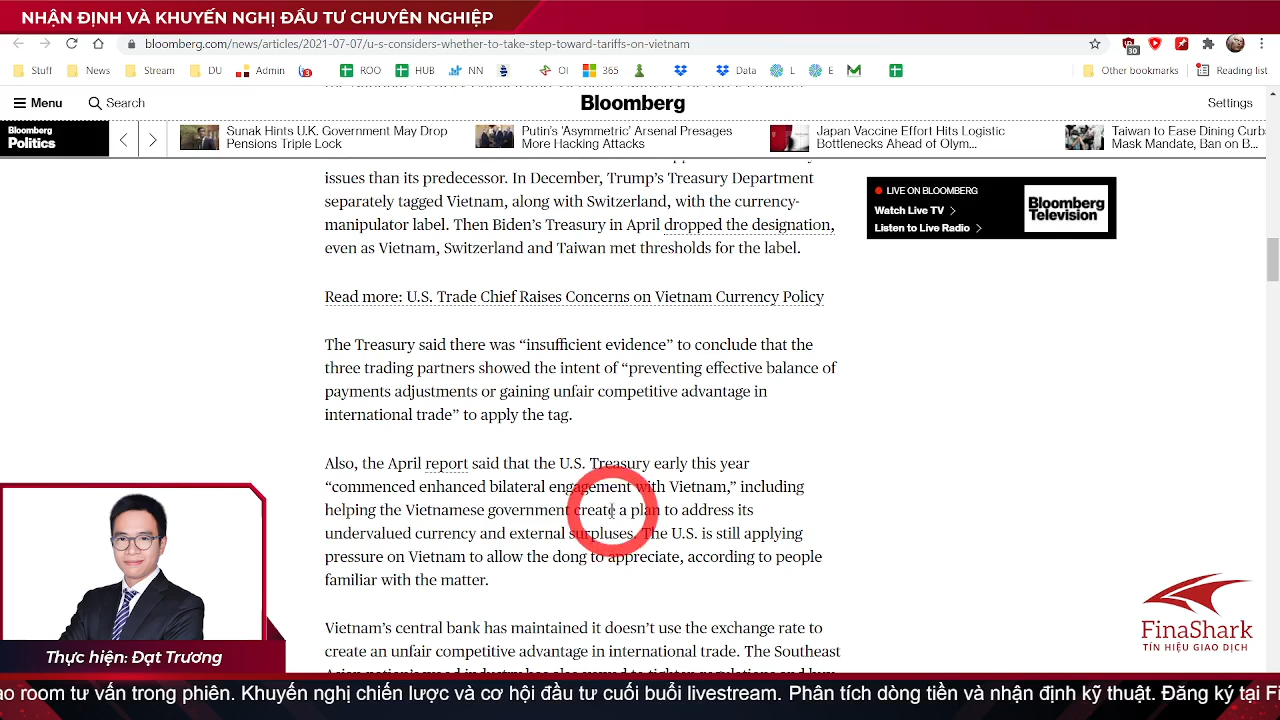 NHẬN ĐỊNH VÀ KHUYẾN NGHỊ ĐẦU TƯ CHUYÊN NGHIỆP
bloomberg.com/news/articles/2021-07-07/u-s-considers-whether-to-take-step-toward-tariffs-on-vietnam
30
Stuff News Stream DU Admin ROO HUB NN OI 365 Data L E Other bookmarks Reading list
Menu Search Bloomberg Settings
Bloomberg
Politics
Sunak Hints U.K. Government May Drop
Pensions Triple Lock
Putin's 'Asymmetric' Arsenal Presages
More Hacking Attacks
Japan Vaccine Effort Hits Logistic
Bottlenecks Ahead of Olym...
Taiwan to Ease Dining Curb
Mask Mandate, Ban on B...
issues than its predecessor. In December, Trump's Treasury Department
separately tagged Vietnam, along with Switzerland, with the currency-
manipulator label. Then Biden's Treasury in April dropped the designation,
even as Vietnam, Switzerland and Taiwan met thresholds for the label.
Read more: U.S. Trade Chief Raises Concerns on Vietnam Currency Policy
The Treasury said there was “insufficient evidence” to conclude that the
three trading partners showed the intent of “preventing effective balance of
payments adjustments or gaining unfair competitive advantage in
international trade” to apply the tag.
Also, the April report said that the U.S. Treasury early this year
“commenced enhanced bilateral engagement with Vietnam,” including
helping the Vietnamese government create a plan to address its
undervalued currency and external surpluses. The U.S. is still applying
pressure on Vietnam to allow the dong to appreciate, according to people
familiar with the matter.
Vietnam's central bank has maintained it doesn't use the exchange rate to
create an unfair competitive advantage in international trade. The Southeast
LIVE ON BLOOMBERG
Watch Live TV
Listen to Live Radio
Bloomberg
Television
Thực hiện: Đạt Trương
FinaShark
TÍN HIỆU GIAO DỊCH
ao room tư vấn trong phiên. Khuyến nghị chiến lược và cơ hội đầu tư cuối buổi livestream. Phân tích dòng tiền và nhận định kỹ thuật. Đăng ký tại Fi